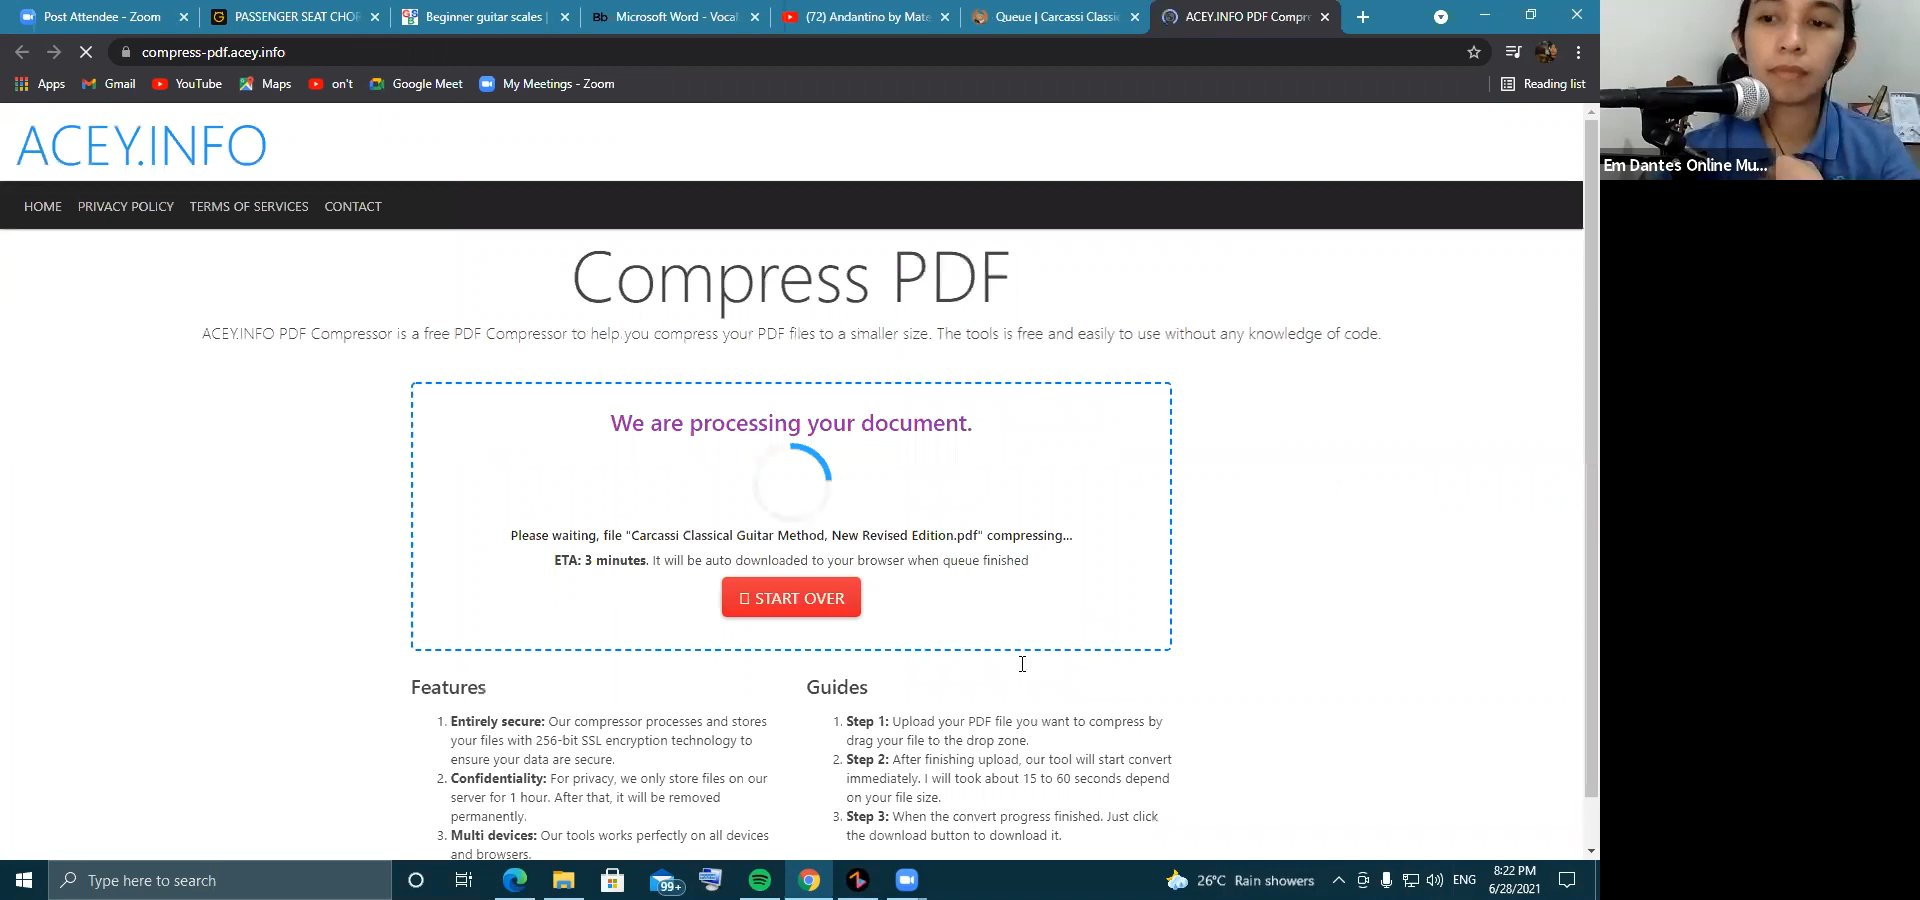 Post Attendee - Zoom
PASSENGER SEAT CHOR
Beginner guitar scales |
Microsoft Word - Vocal
(72) Andantino by Mate
Queue | Carcassi Classic
ACEY.INFO PDF Compre
compress-pdf.acey.info
Apps
Gmail
YouTube
Maps
on't
Google Meet
My Meetings - Zoom
Reading list
ACEY.INFO
HOME PRIVACY POLICY TERMS OF SERVICES CONTACT
Compress PDF
ACEY.INFO PDF Compressor is a free PDF Compressor to help you compress your PDF files to a smaller size. The tools is free and easily to use without any knowledge of code.
We are processing your document.
Please waiting, file "Carcassi Classical Guitar Method, New Revised Edition.pdf" compressing...
ETA: 3 minutes. It will be auto downloaded to your browser when queue finished
START OVER
Features
1. Entirely secure: Our compressor processes and stores
your files with 256-bit SSL encryption technology to
ensure your data are secure.
2. Confidentiality: For privacy, we only store files on our
server for 1 hour. After that, it will be removed
permanently.
3. Multi devices: Our tools works perfectly on all devices
and browsers.
Guides
1. Step 1: Upload your PDF file you want to compress by
drag your file to the drop zone.
2. Step 2: After finishing upload, our tool will start convert
immediately. I will took about 15 to 60 seconds depend
on your file size.
3. Step 3: When the convert progress finished. Just click
the download button to download it.
Em Dantes Online Mu...
Type here to search
99+
26°C Rain showers
ENG
8:22 PM
6/28/2021